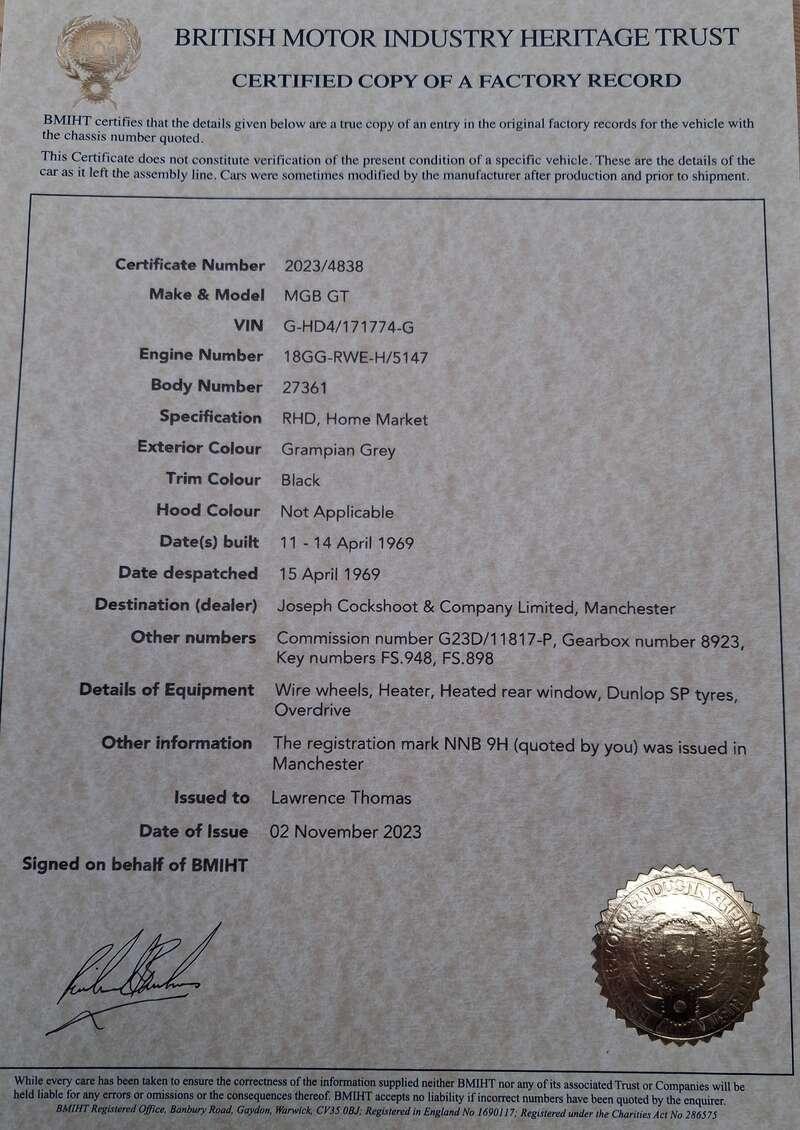 BRITISH MOTOR INDUSTRY HERITAGE TRUST
CERTIFIED COPY OF A FACTORY RECORD
BMIHT certifies that the details given below are a true copy of an entry in the original factory records for the vehicle with
the chassis number quoted.
This Certificate does not constitute verification of the present condition of a specific vehicle. These are the details of the
car as it left the assembly line. Cars were sometimes modified by the manufacturer after production and prior to shipment.
Certificate Number 2023/4838
Make & Model MGB GT
VIN G-HD4/171774-G
Engine Number 18GG-RWE-H/5147
Body Number 27361
Specification RHD, Home Market
Exterior Colour Grampian Grey
Trim Colour Black
Hood Colour Not Applicable
Date(s) built 11 - 14 April 1969
Date despatched 15 April 1969
Destination (dealer) Joseph Cockshoot & Company Limited, Manchester
Other numbers Commission number G23D/11817-P, Gearbox number 8923,
Key numbers FS.948, FS.898
Details of Equipment Wire wheels, Heater, Heated rear window, Dunlop SP tyres,
Overdrive
Other information The registration mark NNB 9H (quoted by you) was issued in
Manchester
Issued to Lawrence Thomas
Date of Issue 02 November 2023
Signed on behalf of BMIHT
While every care has been taken to ensure the correctness of the information supplied neither BMIHT nor any of its associated Trust or Companies will be
held liable for any errors or omissions or the consequences thereof. BMIHT accepts no liability if incorrect numbers have been quoted by the enquirer.
BMIHT Registered Office, Banbury Road, Gaydon, Warwick, CV35 0BJ; Registered in England No 1690117; Registered under the Charities Act No 286575